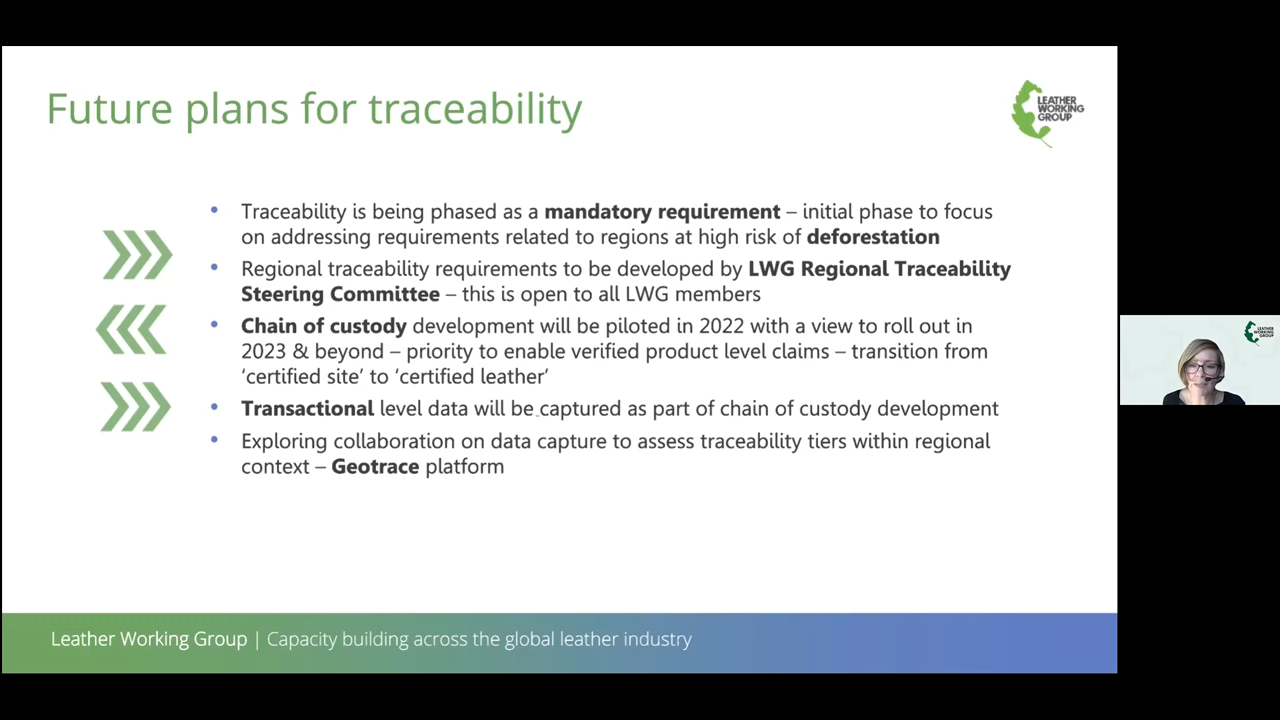 Future plans for traceability
LEATHER
WORKING
GROUP
• Traceability is being phased as a mandatory requirement – initial phase to focus
on addressing requirements related to regions at high risk of deforestation
• Regional traceability requirements to be developed by LWG Regional Traceability
Steering Committee – this is open to all LWG members
• Chain of custody development will be piloted in 2022 with a view to roll out in
2023 & beyond – priority to enable verified product level claims – transition from
‘certified site’ to ‘certified leather’
• Transactional level data will be captured as part of chain of custody development
• Exploring collaboration on data capture to assess traceability tiers within regional
context – Geotrace platform
Leather Working Group | Capacity building across the global leather industry
LEATHER
WORKING
GROUP